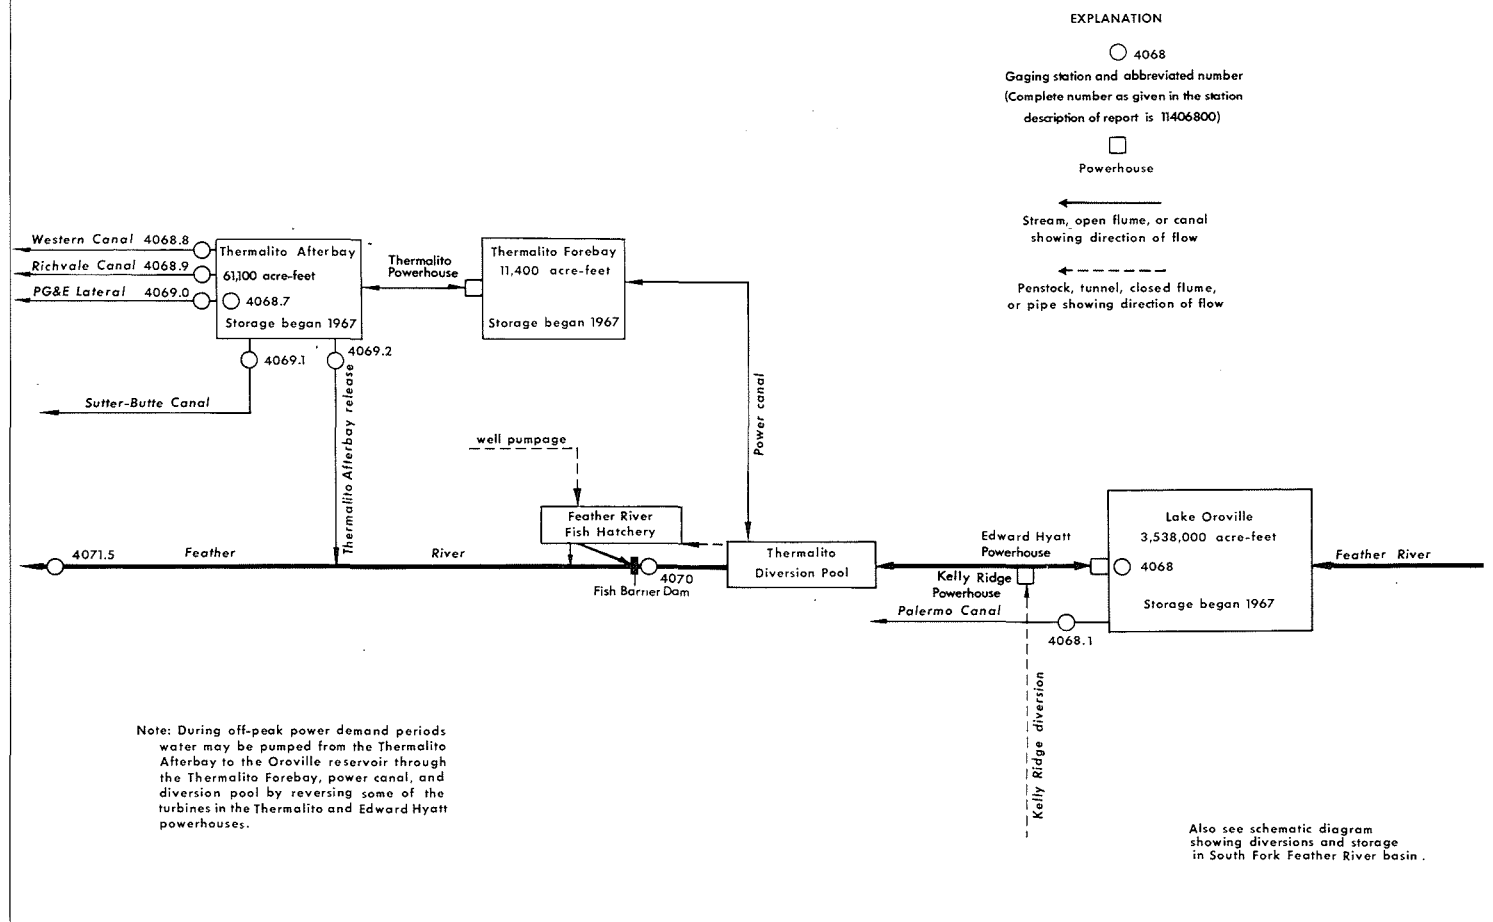 EXPLANATION
4068
Gaging station and abbreviated number
(Complete number as given in the station
description of report is 11406800)
Powerhouse
Stream, open flume, or canal
showing direction of flow
Penstock, tunnel, closed flume,
or pipe showing direction of flow
Western Canal 4068.8
Richvale Canal 4068.9
PG&E Lateral 4069.0
Thermalito Afterbay
61,100 acre-feet
4068.7
Storage began 1967
Thermalito
Powerhouse
Thermalito Forebay
11,400 acre-feet
Storage began 1967
4069.1
4069.2
Sutter-Butte Canal
Thermalito Afterbay release
Power canal
well pumpage
Feather River
Fish Hatchery
4071.5
Feather
River
4070
Fish Barrier Dam
Thermalito
Diversion Pool
Edward Hyatt
Powerhouse
Kelly Ridge
Powerhouse
Palermo Canal
4068.1
Lake Oroville
3,538,000 acre-feet
4068
Storage began 1967
Feather River
Kelly Ridge diversion
Note: During off-peak power demand periods
water may be pumped from the Thermalito
Afterbay to the Oroville reservoir through
the Thermalito Forebay, power canal, and
diversion pool by reversing some of the
turbines in the Thermalito and Edward Hyatt
powerhouses.
Also see schematic diagram
showing diversions and storage
in South Fork Feather River basin.